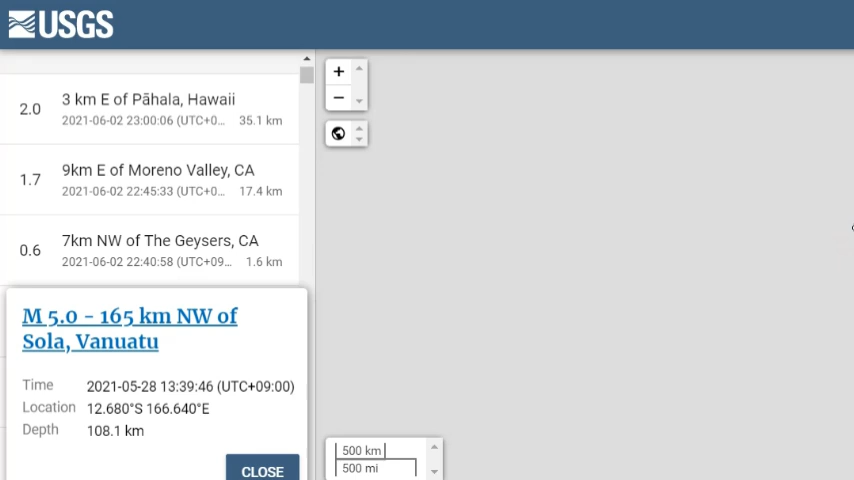 USGS
2.0
3 km E of Pāhala, Hawaii
2021-06-02 23:00:06 (UTC+0... 35.1 km
1.7
9km E of Moreno Valley, CA
2021-06-02 22:45:33 (UTC+0... 17.4 km
0.6
7km NW of The Geysers, CA
2021-06-02 22:40:58 (UTC+09... 1.6 km
M 5.0 - 165 km NW of
Sola, Vanuatu
Time 2021-05-28 13:39:46 (UTC+09:00)
Location 12.680°S 166.640°E
Depth 108.1 km
CLOSE
+
−
500 km
500 mi